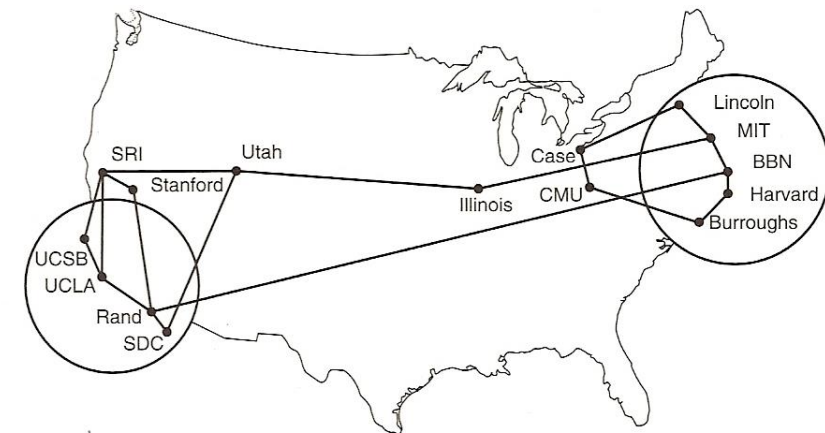 Lincoln
MIT
SRI
Utah
Case
BBN
Stanford
CMU
Harvard
Illinois
Burroughs
UCSB
UCLA
Rand
SDC